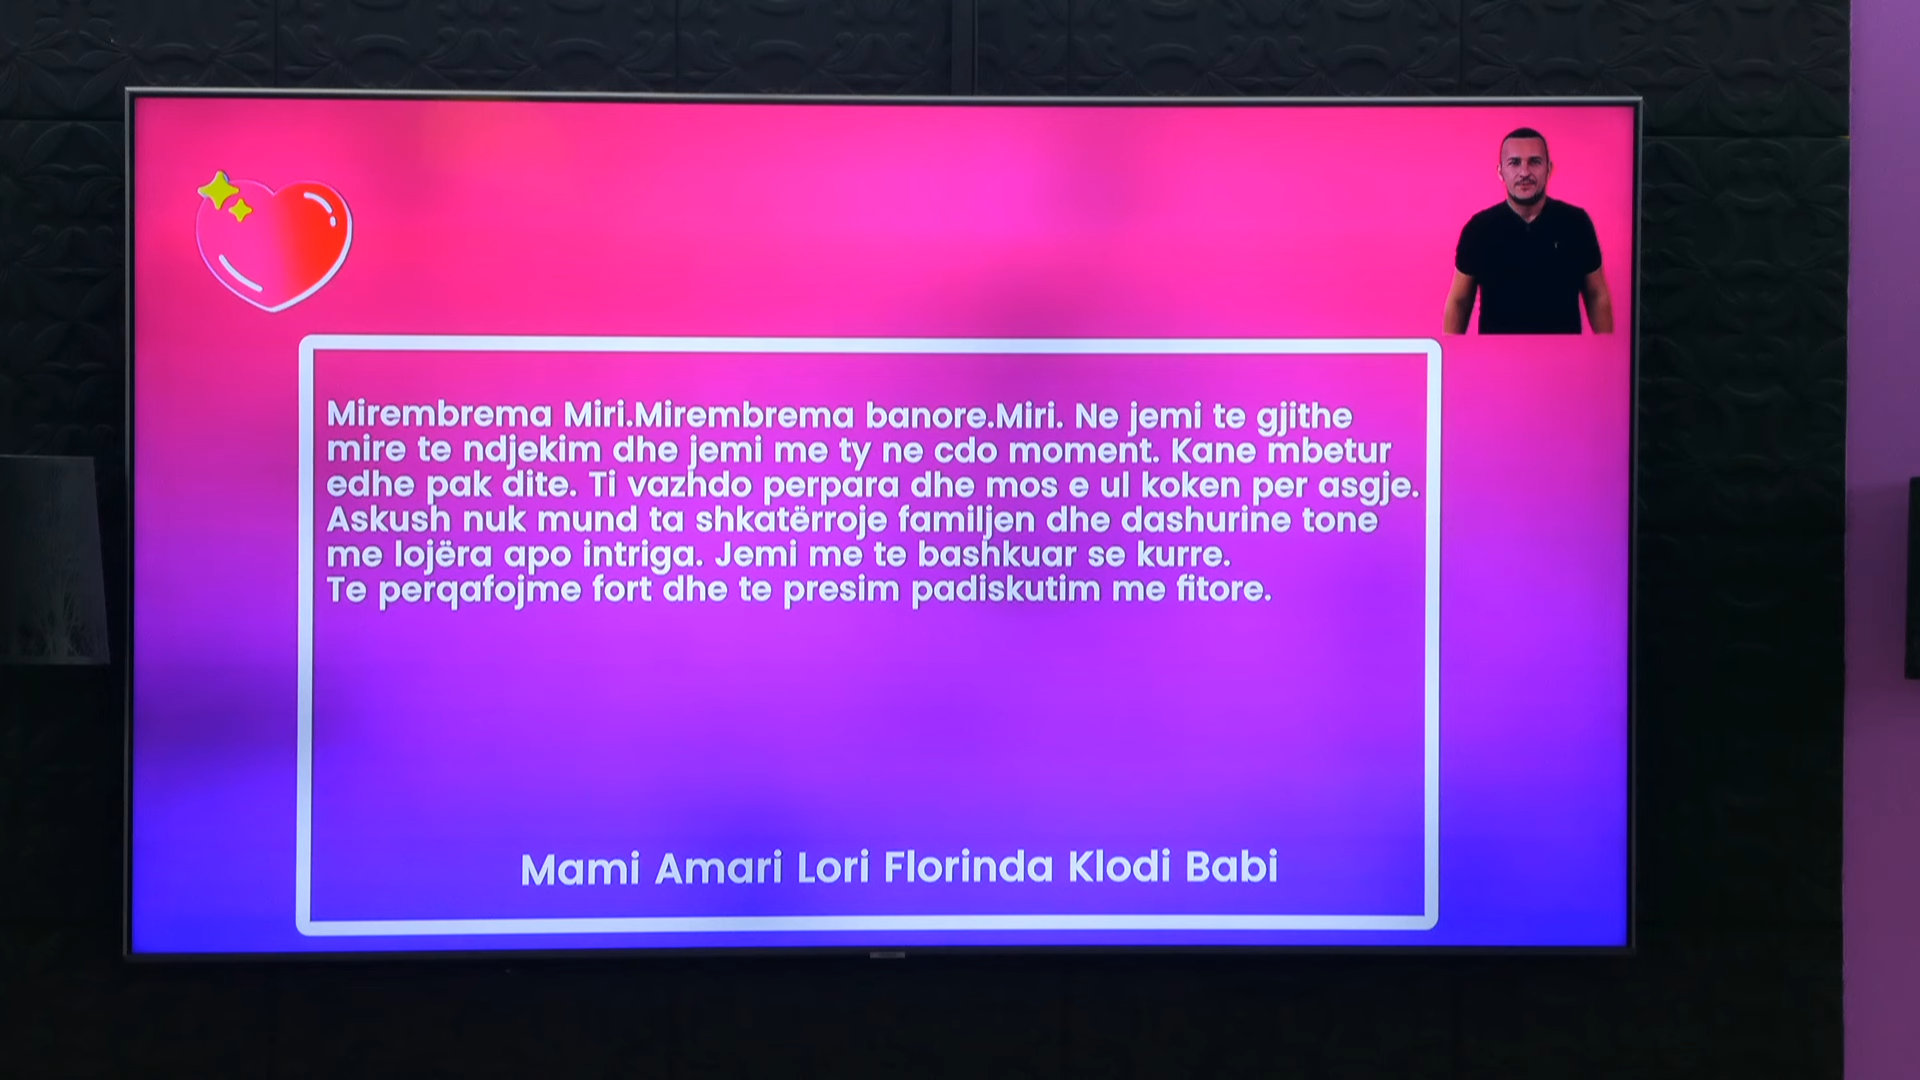 Mirembrema Miri.Mirembrema banore.Miri. Ne jemi te gjithe
mire te ndjekim dhe jemi me ty ne cdo moment. Kane mbetur
edhe pak dite. Ti vazhdo perpara dhe mos e ul koken per asgje.
Askush nuk mund ta shkatërroje familjen dhe dashurine tone
me lojëra apo intriga. Jemi me te bashkuar se kurre.
Te perqafojme fort dhe te presim padiskutim me fitore.
Mami Amari Lori Florinda Klodi Babi